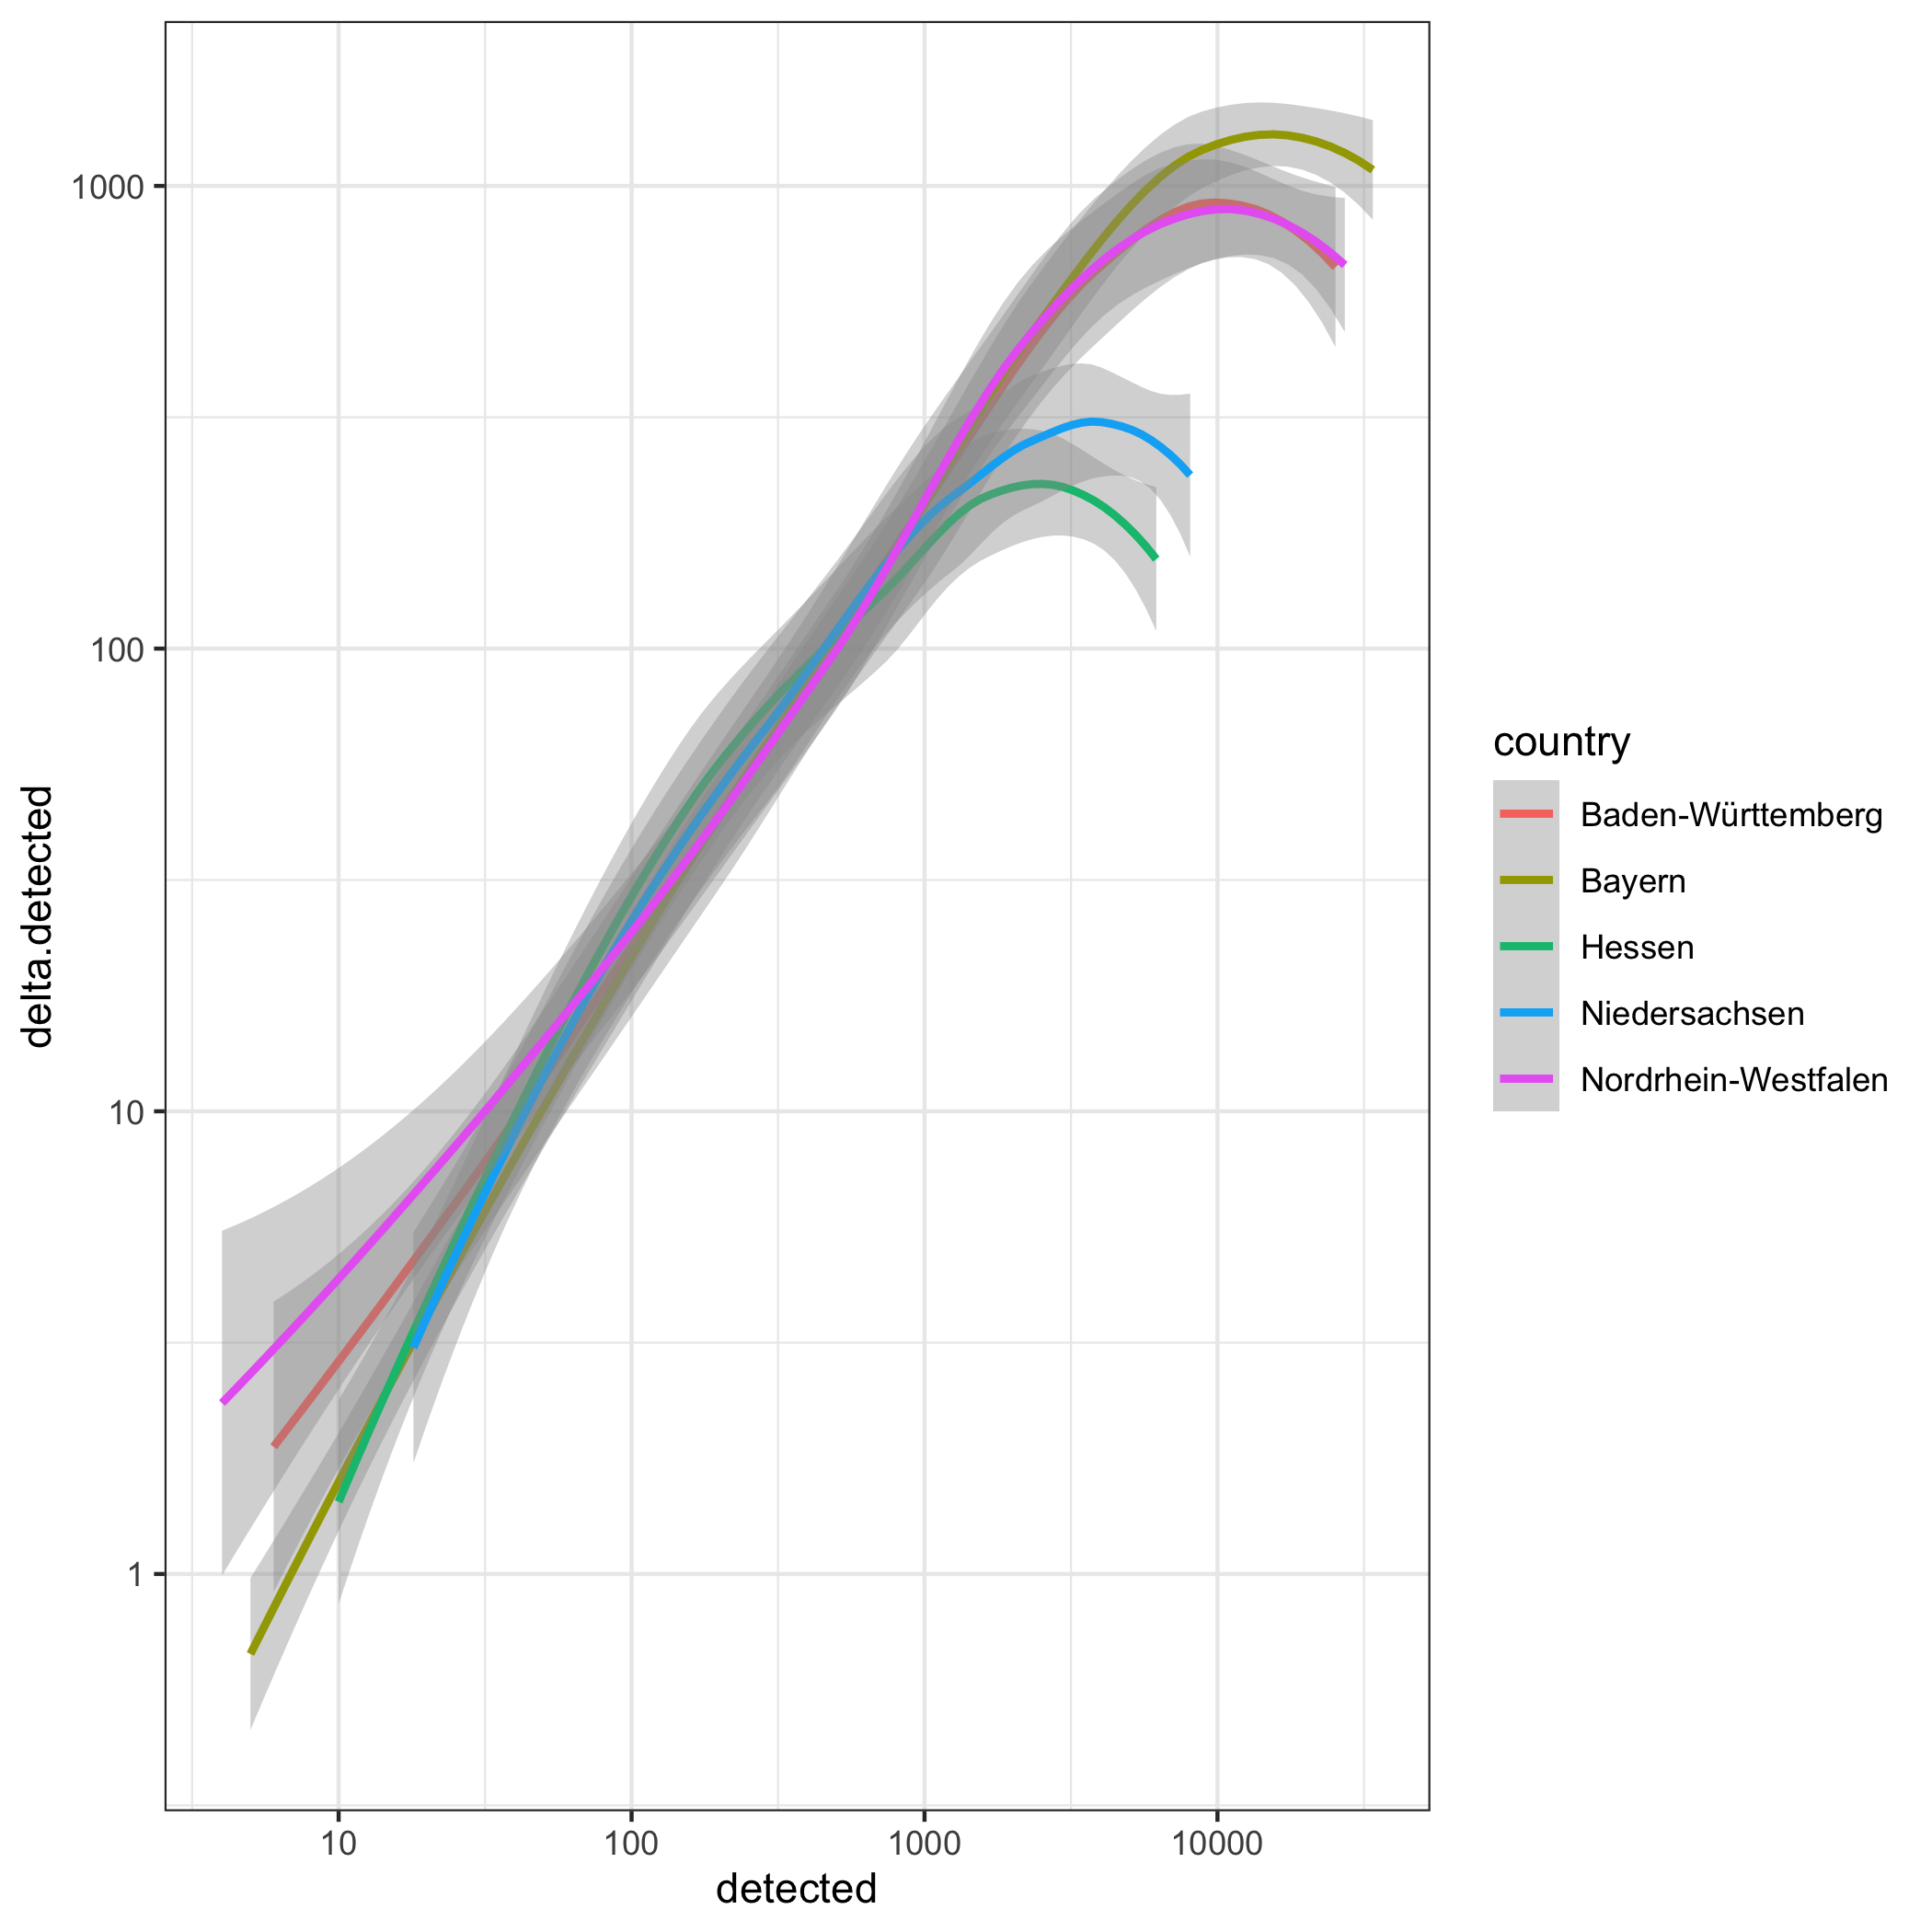 delta.detected
1000
100
10
1
10
100
1000
10000
detected
country
Baden-Württemberg
Bayern
Hessen
Niedersachsen
Nordrhein-Westfalen